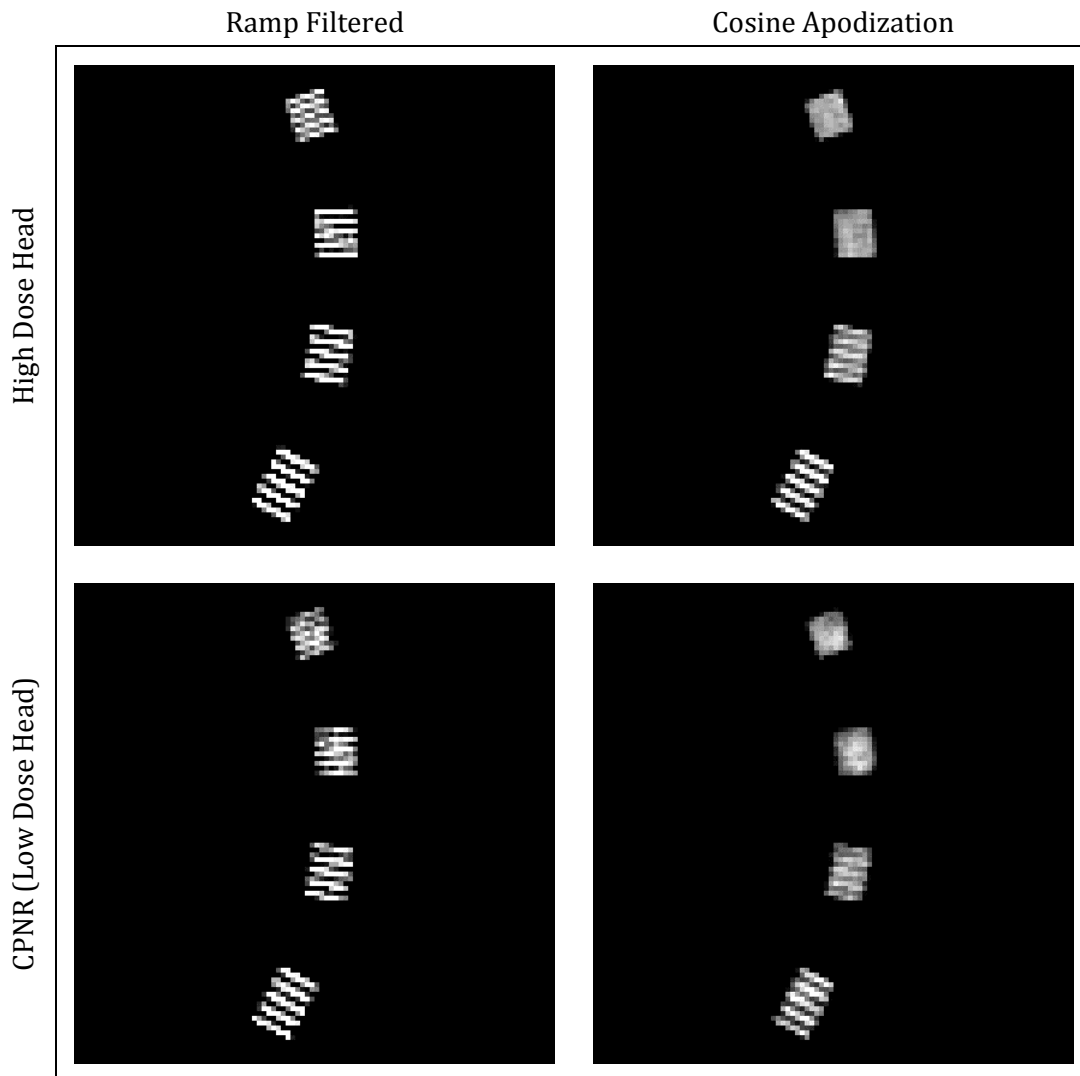 Ramp Filtered
Cosine Apodization
High Dose Head
CPNR (Low Dose Head)